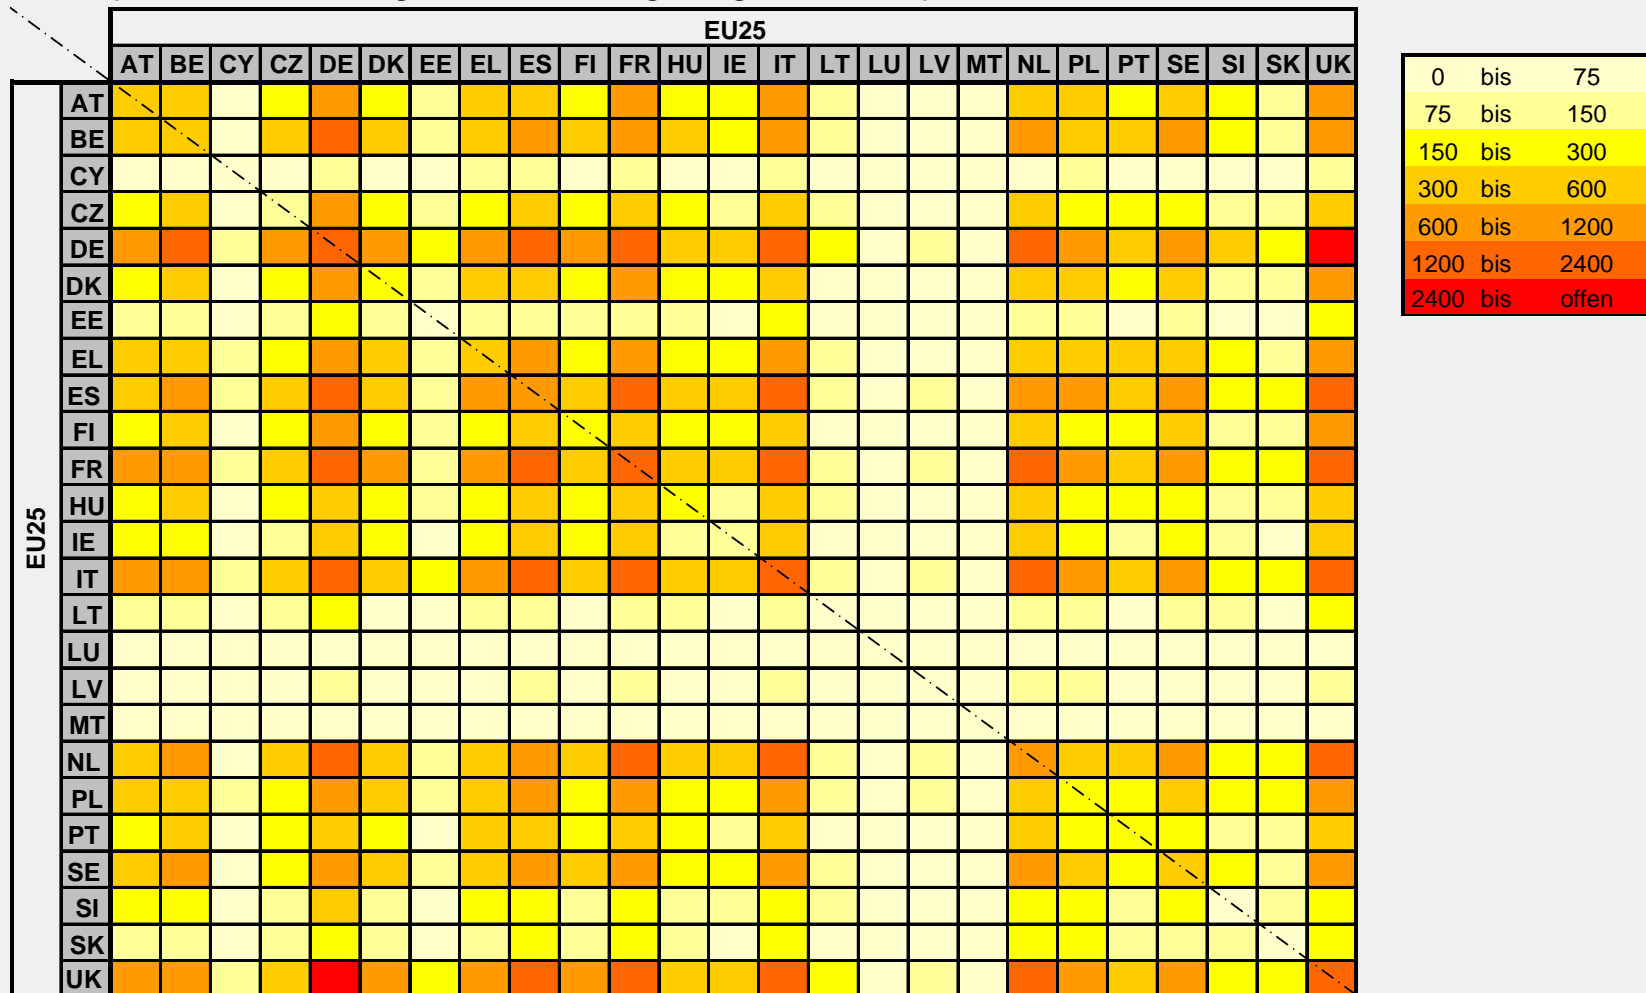 EU25
AT BE CY CZ DE DK EE EL ES FI FR HU IE IT LT LU LV MT NL PL PT SE SI SK UK
EU25
AT
BE
CY
CZ
DE
DK
EE
EL
ES
FI
FR
HU
IE
IT
LT
LU
LV
MT
NL
PL
PT
SE
SI
SK
UK
0 bis 75
75 bis 150
150 bis 300
300 bis 600
600 bis 1200
1200 bis 2400
2400 bis offen